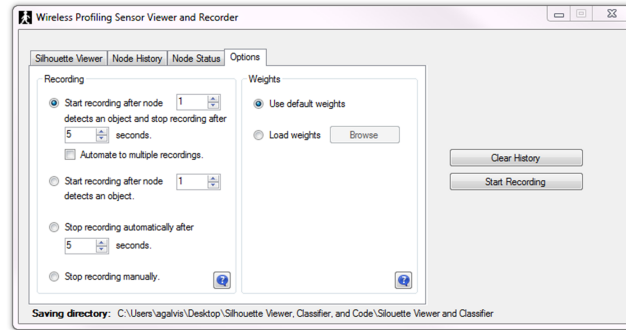 Wireless Profiling Sensor Viewer and Recorder
Silhouette Viewer Node History Node Status Options
Recording
Start recording after node 1
detects an object and stop recording after
5 seconds.
Automate to multiple recordings.
Start recording after node 1
detects an object.
Stop recording automatically after
5 seconds.
Stop recording manually.
?
Weights
Use default weights
Load weights Browse
?
Clear History
Start Recording
Saving directory: C:\Users\agalvis\Desktop\Silhouette Viewer, Classifier, and Code\Silouette Viewer and Classifier